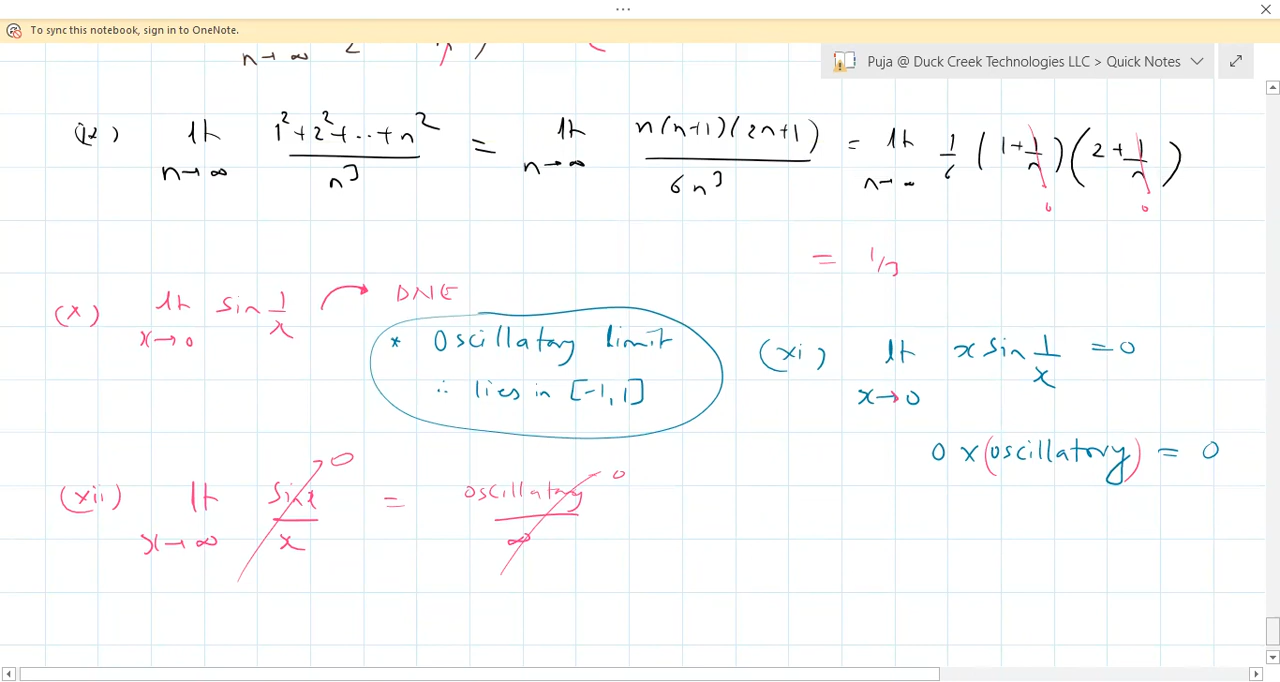 To sync this notebook, sign in to OneNote.
Puja @ Duck Creek Technologies LLC > Quick Notes
n→∞ 2
(ix) lt n→∞ 1²+2²+..+n² / n³ = lt n→∞ n(n+1)(2n+1) / 6n³ = lt n→∞ 1/6 (1+1/n)(2+1/n)
0 0
= 1/3
(x) lt x→0 sin 1/x DNE
* Oscillatory limit
∴ lies in [-1,1]
(xi) lt x→0 x sin 1/x = 0
0 x (oscillatory) = 0
(xii) lt x→∞ sinx / x 0 = oscillatory / ∞ 0